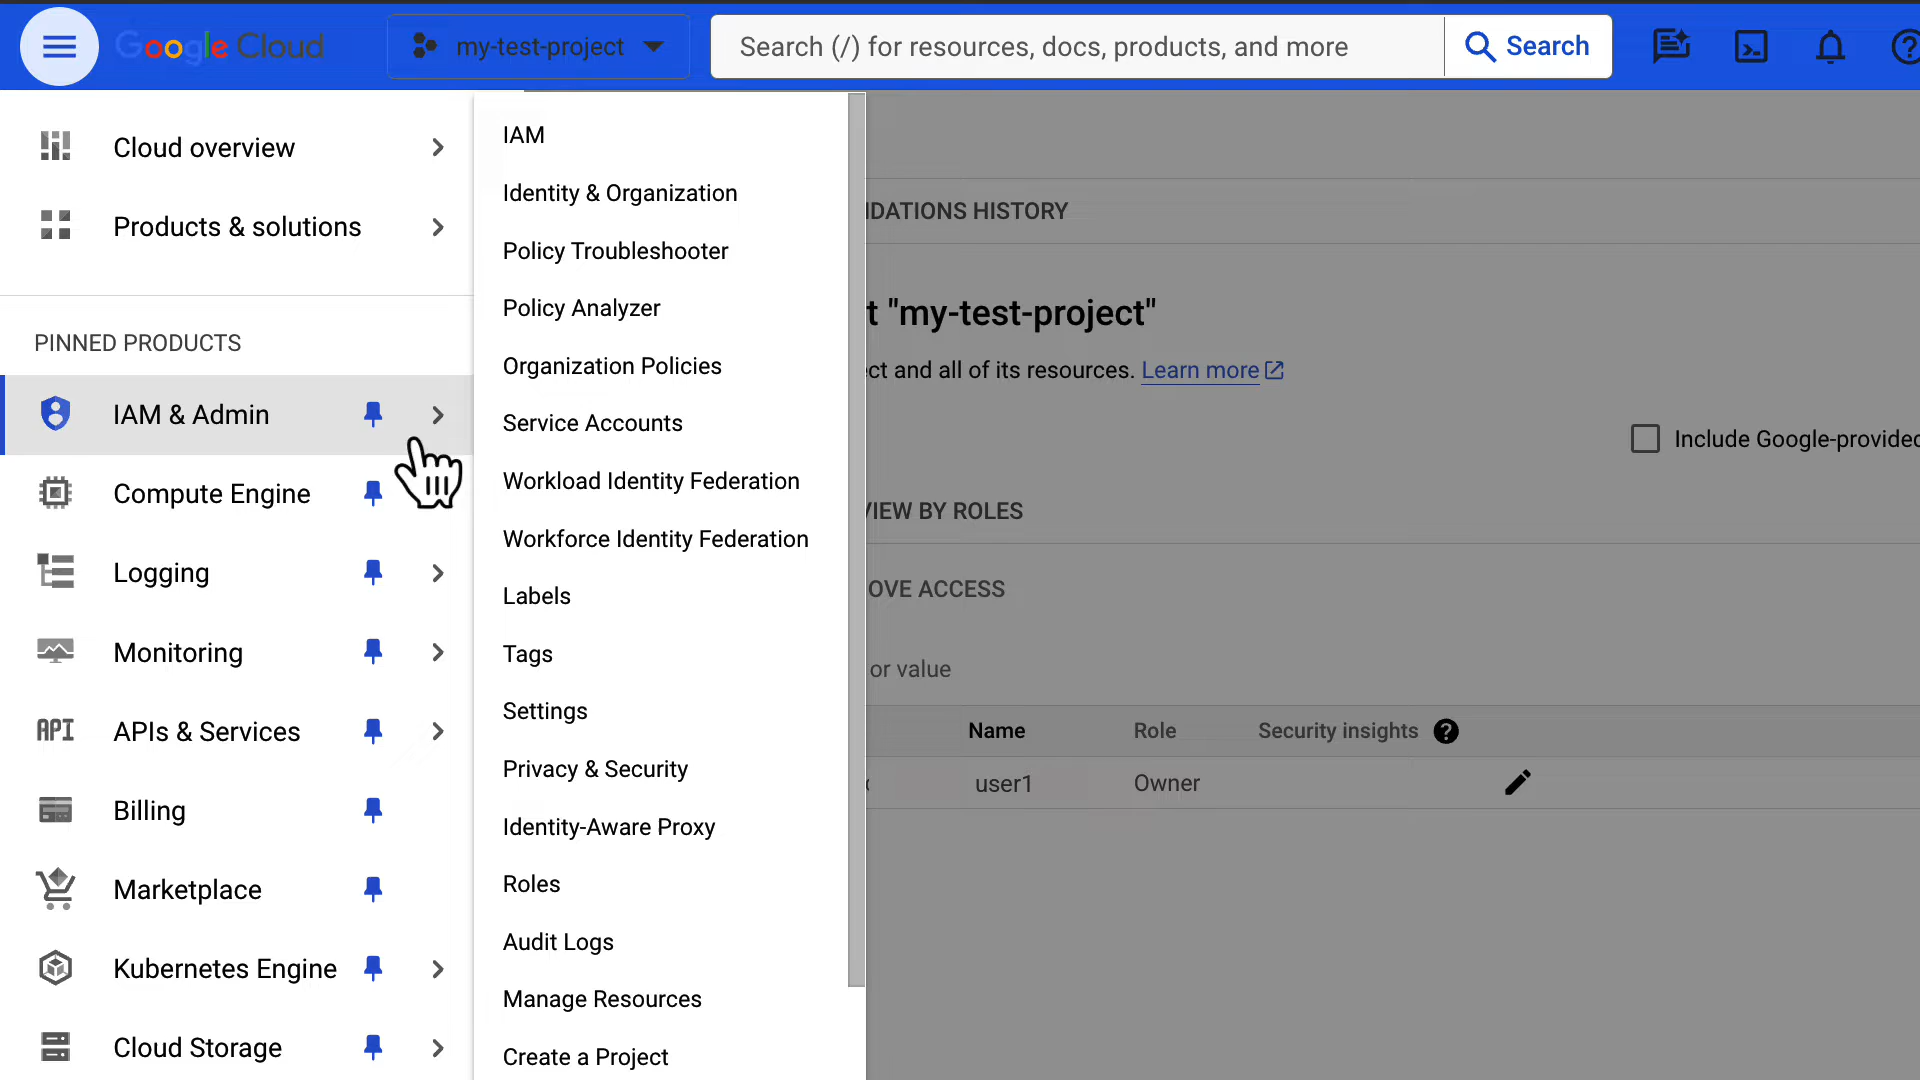 Google Cloud
my-test-project
Search (/) for resources, docs, products, and more
Search
Cloud overview
Products & solutions
PINNED PRODUCTS
IAM & Admin
Compute Engine
Logging
Monitoring
API
APIs & Services
Billing
Marketplace
Kubernetes Engine
Cloud Storage
IAM
Identity & Organization
Policy Troubleshooter
Policy Analyzer
Organization Policies
Service Accounts
Workload Identity Federation
Workforce Identity Federation
Labels
Tags
Settings
Privacy & Security
Identity-Aware Proxy
Roles
Audit Logs
Manage Resources
Create a Project
IDATIONS HISTORY
t "my-test-project"
ct and all of its resources. Learn more
Include Google-provided
VIEW BY ROLES
OVE ACCESS
or value
Name Role Security insights
user1 Owner